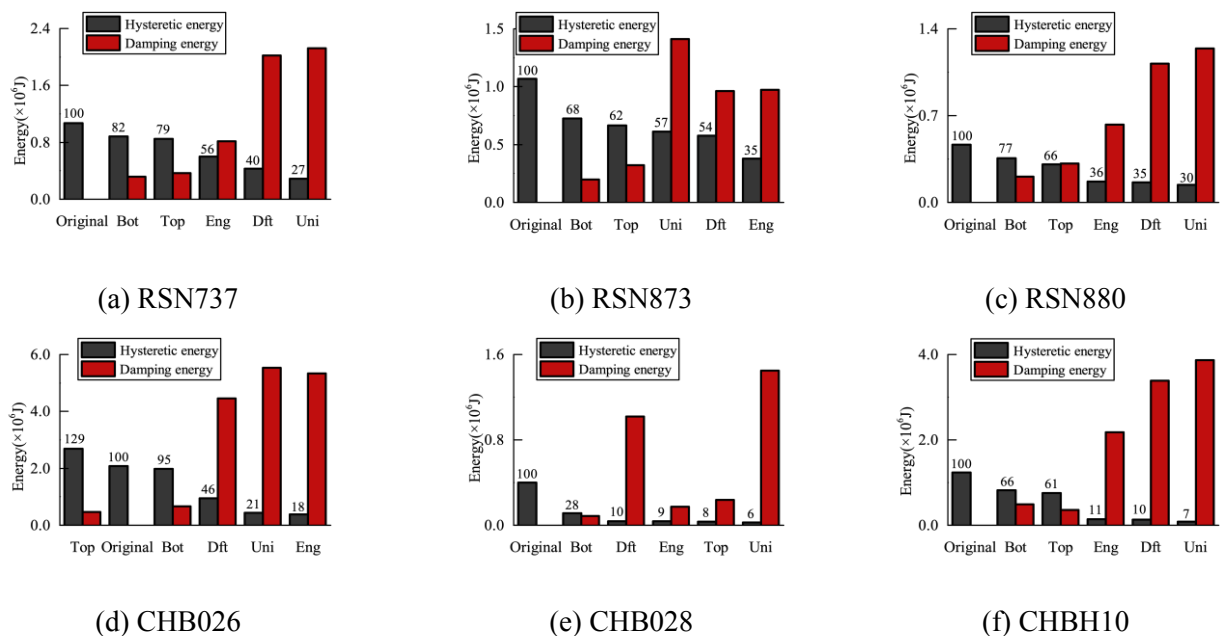 Energy(×10⁶J)
2.4
1.6
0.8
0.0
Hysteretic energy
Damping energy
100
82
79
56
40
27
Original Bot Top Eng Dft Uni
(a) RSN737
Energy(×10⁶J)
1.5
1.0
0.5
0.0
Hysteretic energy
Damping energy
100
68
62
57
54
35
Original Bot Top Uni Dft Eng
(b) RSN873
Energy(×10⁶J)
1.4
0.7
0.0
Hysteretic energy
Damping energy
100
77
66
36
35
30
Original Bot Top Eng Dft Uni
(c) RSN880
Energy(×10⁶J)
6.0
4.0
2.0
0.0
Hysteretic energy
Damping energy
129
100
95
46
21
18
Top Original Bot Dft Uni Eng
(d) CHB026
Energy(×10⁶J)
1.6
0.8
0.0
Hysteretic energy
Damping energy
100
28
10
9
8
6
Original Bot Dft Eng Top Uni
(e) CHB028
Energy(×10⁶J)
4.0
2.0
0.0
Hysteretic energy
Damping energy
100
66
61
11
10
7
Original Bot Top Eng Dft Uni
(f) CHBH10